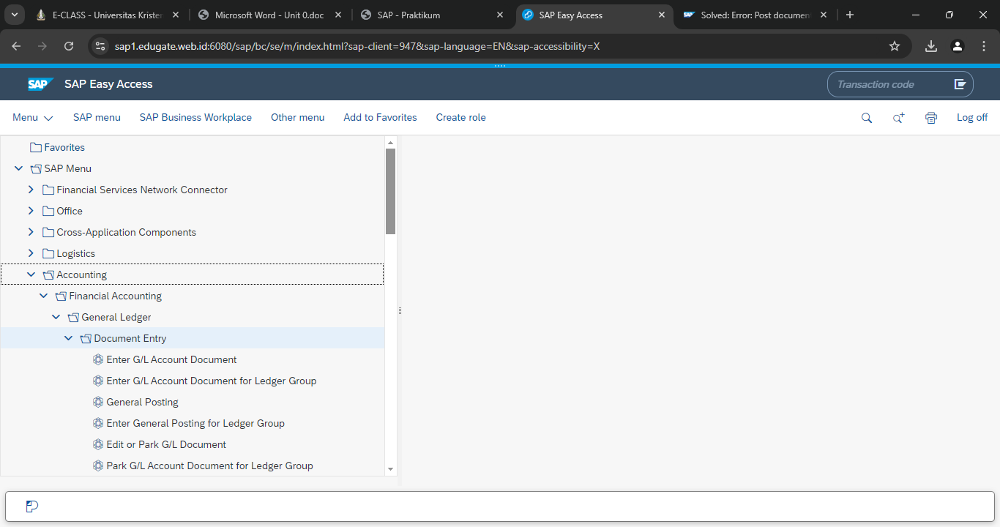 E-CLASS - Universitas Kristen
Microsoft Word - Unit 0.doc
SAP - Praktikum
SAP Easy Access
Solved: Error: Post document
sap1.edugate.web.id:6080/sap/bc/se/m/index.html?sap-client=947&sap-language=EN&sap-accessibility=X
SAP SAP Easy Access
Transaction code
Menu SAP menu SAP Business Workplace Other menu Add to Favorites Create role Log off
Favorites
SAP Menu
Financial Services Network Connector
Office
Cross-Application Components
Logistics
Accounting
Financial Accounting
General Ledger
Document Entry
Enter G/L Account Document
Enter G/L Account Document for Ledger Group
General Posting
Enter General Posting for Ledger Group
Edit or Park G/L Document
Park G/L Account Document for Ledger Group